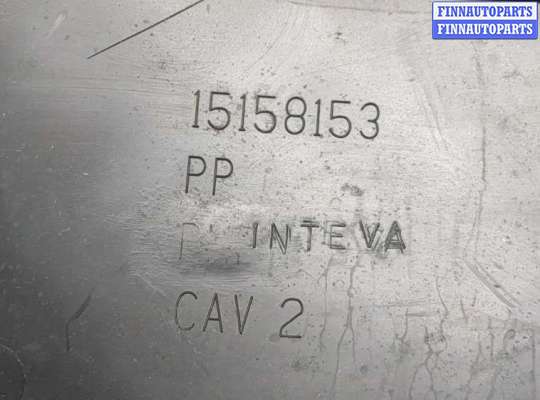 FINNAUTOPARTS
FINNAUTOPARTS
15158153
PP
INTEVA
CAV 2